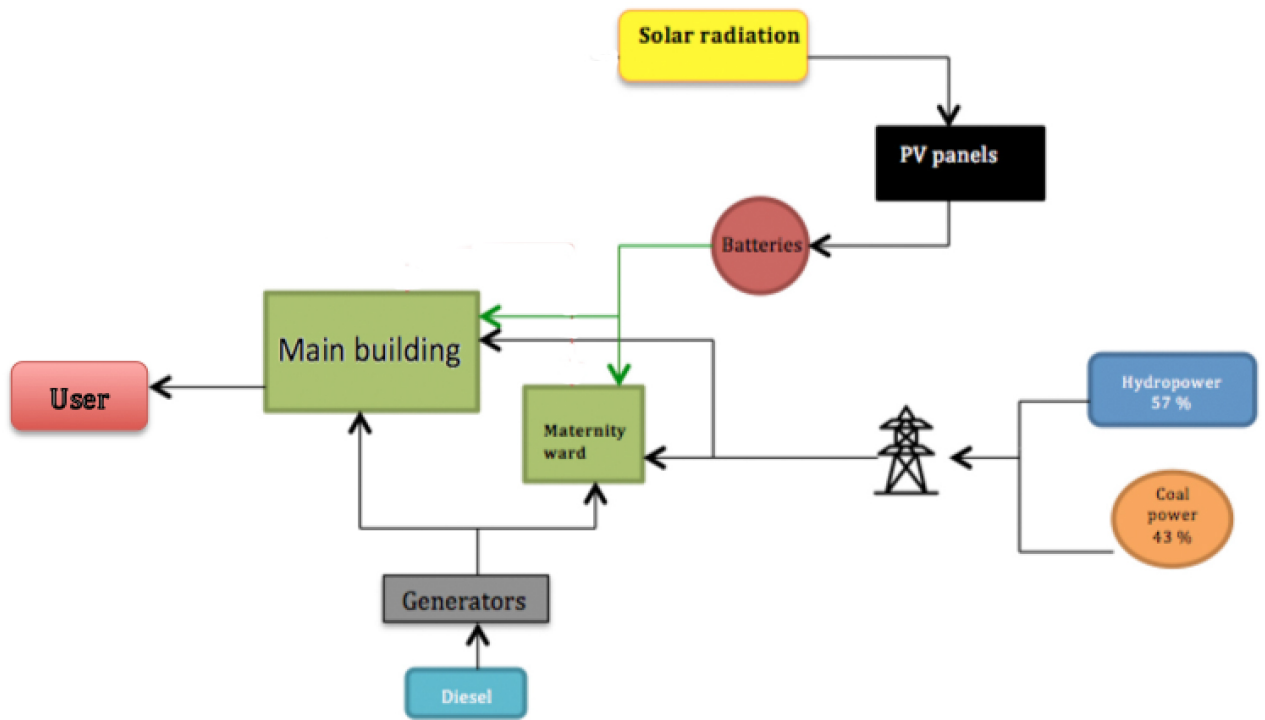 Solar radiation
PV panels
Batteries
Main building
User
Hydropower
57 %
Maternity
ward
Coal
power
43 %
Generators
Diesel